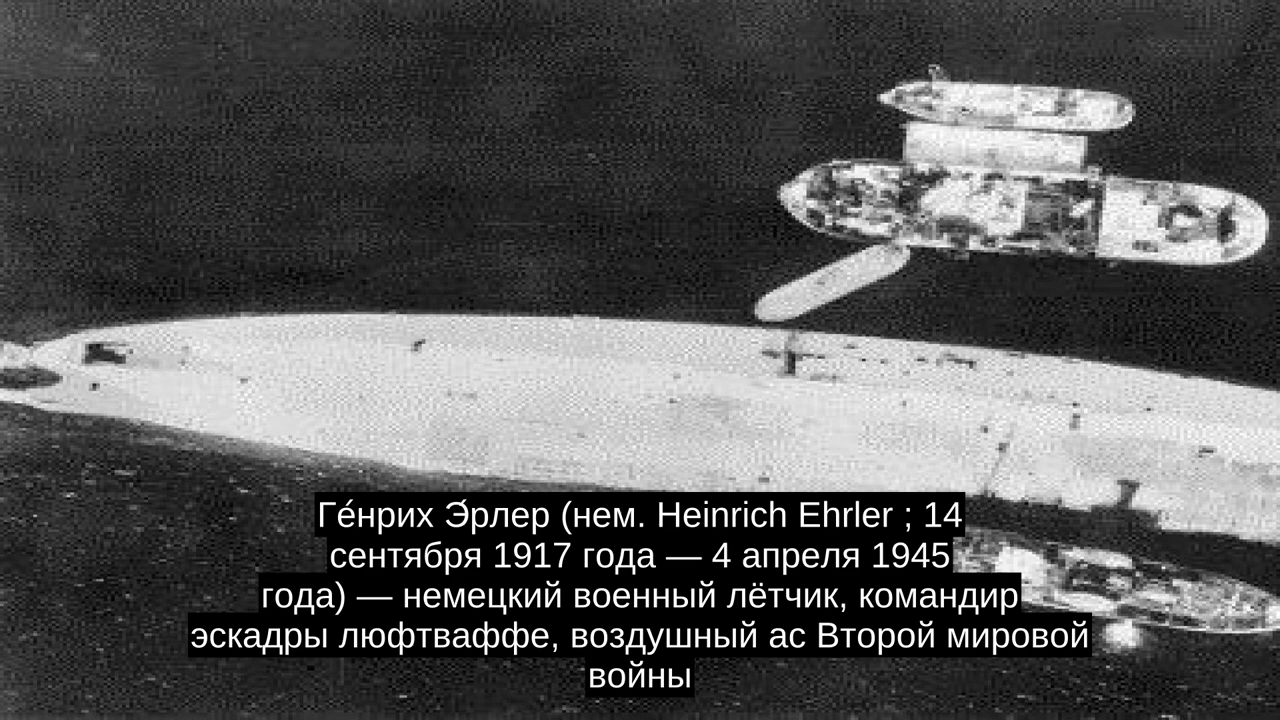 Ге́нрих Э́рлер (нем. Heinrich Ehrler ; 14
сентября 1917 года — 4 апреля 1945
года) — немецкий военный лётчик, командир
эскадры люфтваффе, воздушный ас Второй мировой
войны